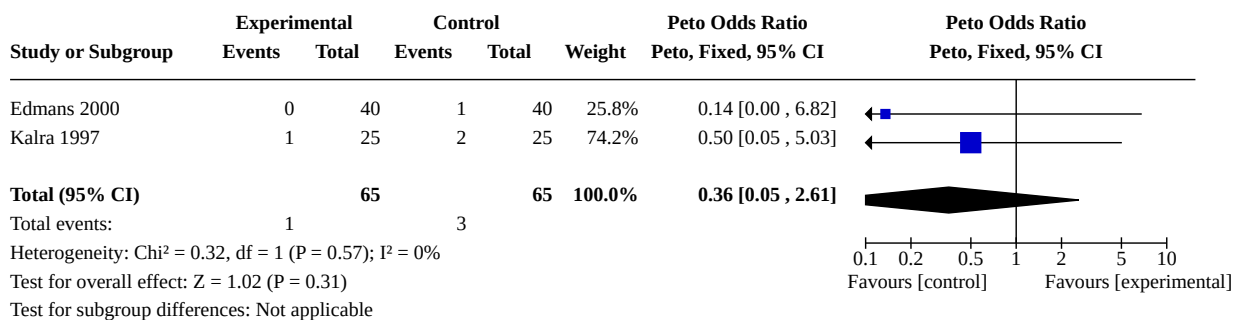 Experimental Control Peto Odds Ratio Peto Odds Ratio
Study or Subgroup Events Total Events Total Weight Peto, Fixed, 95% CI Peto, Fixed, 95% CI
Edmans 2000 0 40 1 40 25.8% 0.14 [0.00 , 6.82]
Kalra 1997 1 25 2 25 74.2% 0.50 [0.05 , 5.03]
Total (95% CI) 65 65 100.0% 0.36 [0.05 , 2.61]
Total events: 1 3
Heterogeneity: Chi² = 0.32, df = 1 (P = 0.57); I² = 0%
0.1 0.2 0.5 1 2 5 10
Test for overall effect: Z = 1.02 (P = 0.31) Favours [control] Favours [experimental]
Test for subgroup differences: Not applicable